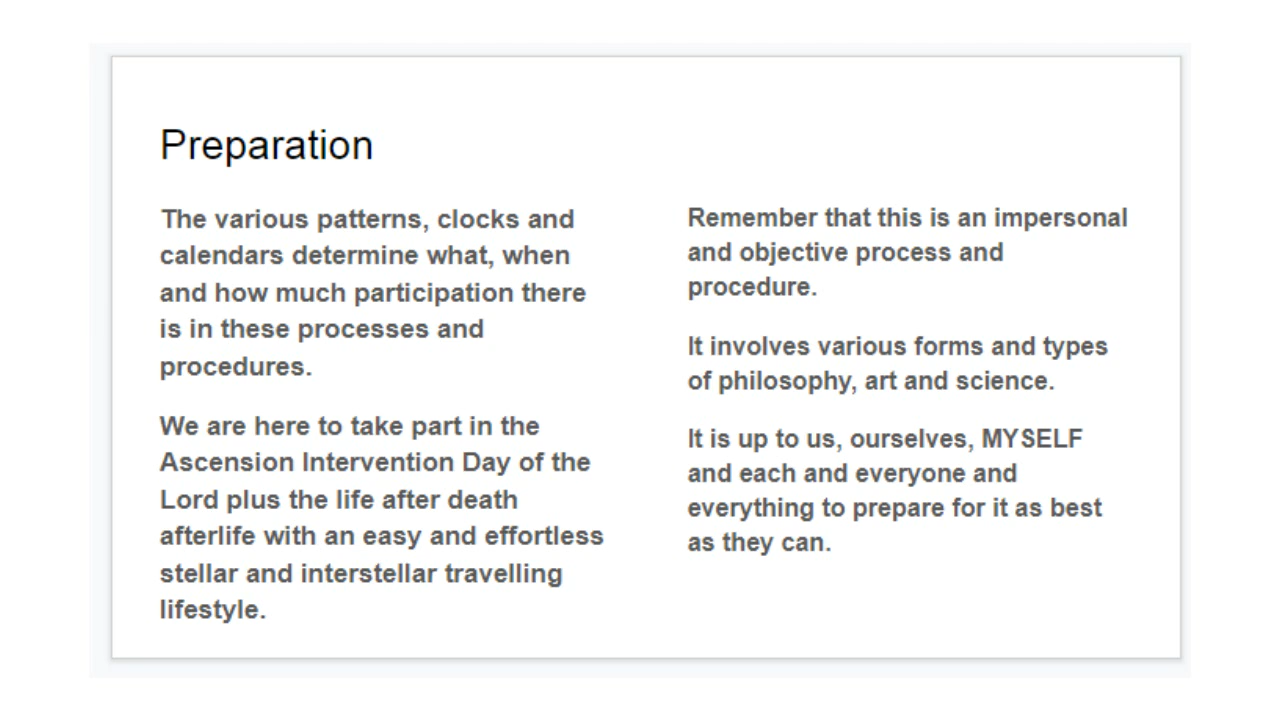 Preparation
The various patterns, clocks and
calendars determine what, when
and how much participation there
is in these processes and
procedures.
We are here to take part in the
Ascension Intervention Day of the
Lord plus the life after death
afterlife with an easy and effortless
stellar and interstellar travelling
lifestyle.
Remember that this is an impersonal
and objective process and
procedure.
It involves various forms and types
of philosophy, art and science.
It is up to us, ourselves, MYSELF
and each and everyone and
everything to prepare for it as best
as they can.